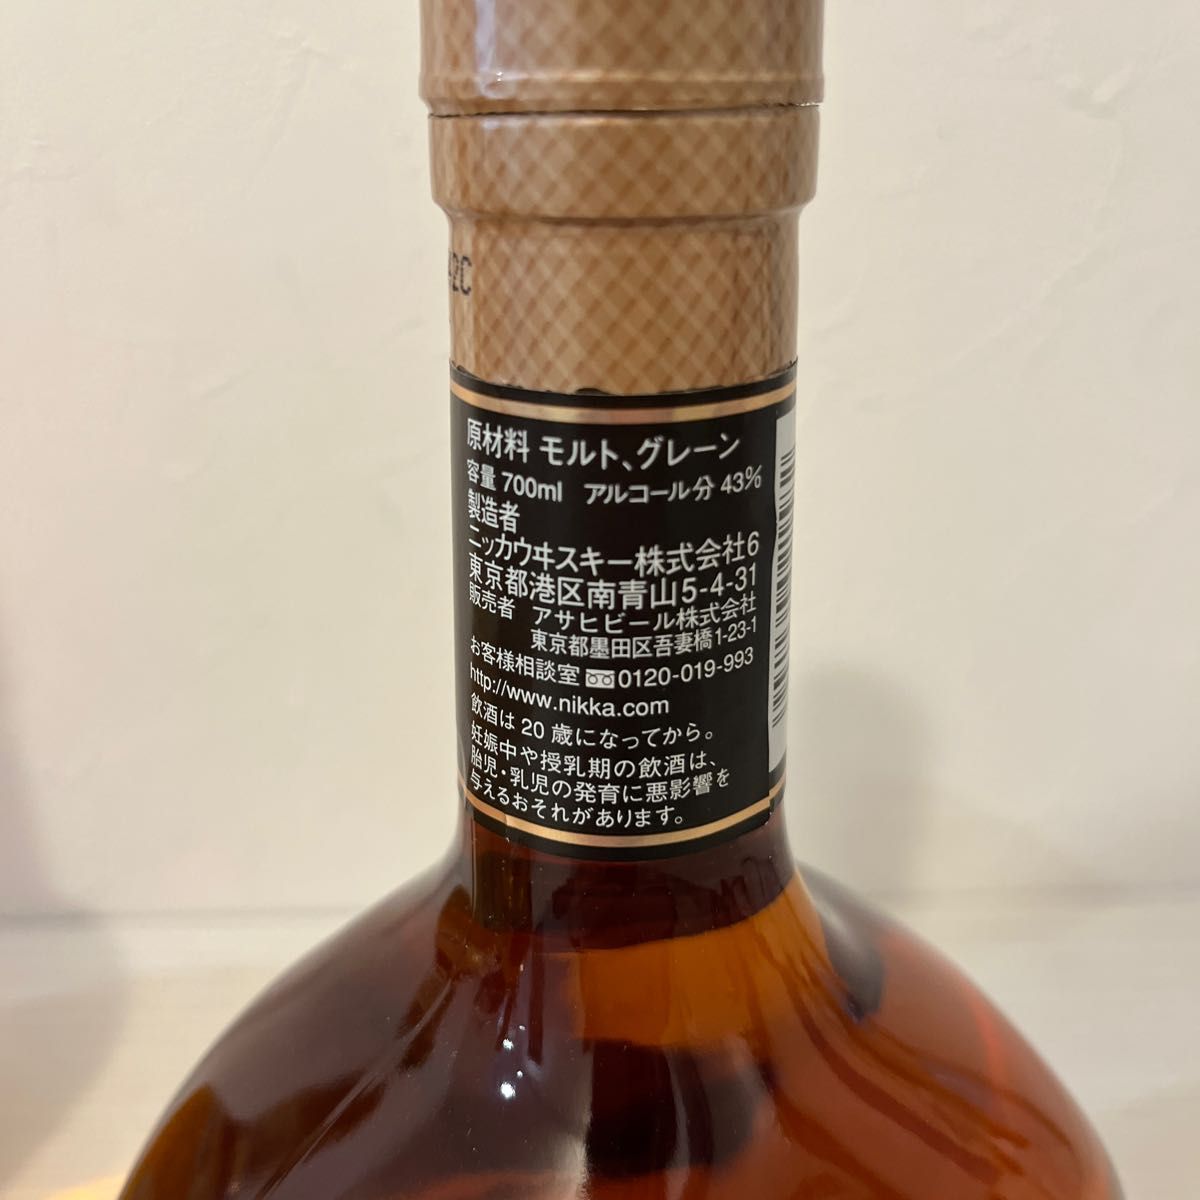 2C
原材料 モルト、グレーン
容量 700ml アルコール分 43%
製造者
ニッカウヰスキー株式会社6
東京都港区南青山5-4-31
販売者 アサヒビール株式会社
東京都墨田区吾妻橋1-23-1
お客様相談室 0120-019-993
http://www.nikka.com
飲酒は20歳になってから。
妊娠中や授乳期の飲酒は、
胎児・乳児の発育に悪影響を
与えるおそれがあります。